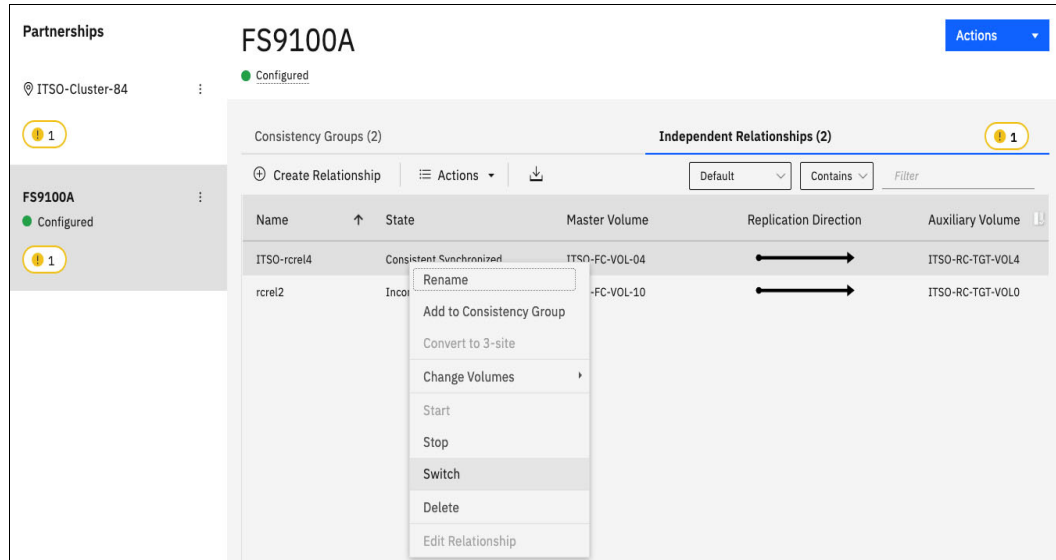 Partnerships
ITSO-Cluster-84
1
FS9100A
Configured
1
FS9100A
Actions
Configured
Consistency Groups (2)
Independent Relationships (2)
1
Create Relationship
Actions
Default
Contains
Filter
Name State Master Volume Replication Direction Auxiliary Volume
ITSO-rcrel4 Consistent Synchronized ITSO-FC-VOL-04 ITSO-RC-TGT-VOL4
rcrel2 Incon -FC-VOL-10 ITSO-RC-TGT-VOL0
Rename
Add to Consistency Group
Convert to 3-site
Change Volumes
Start
Stop
Switch
Delete
Edit Relationship